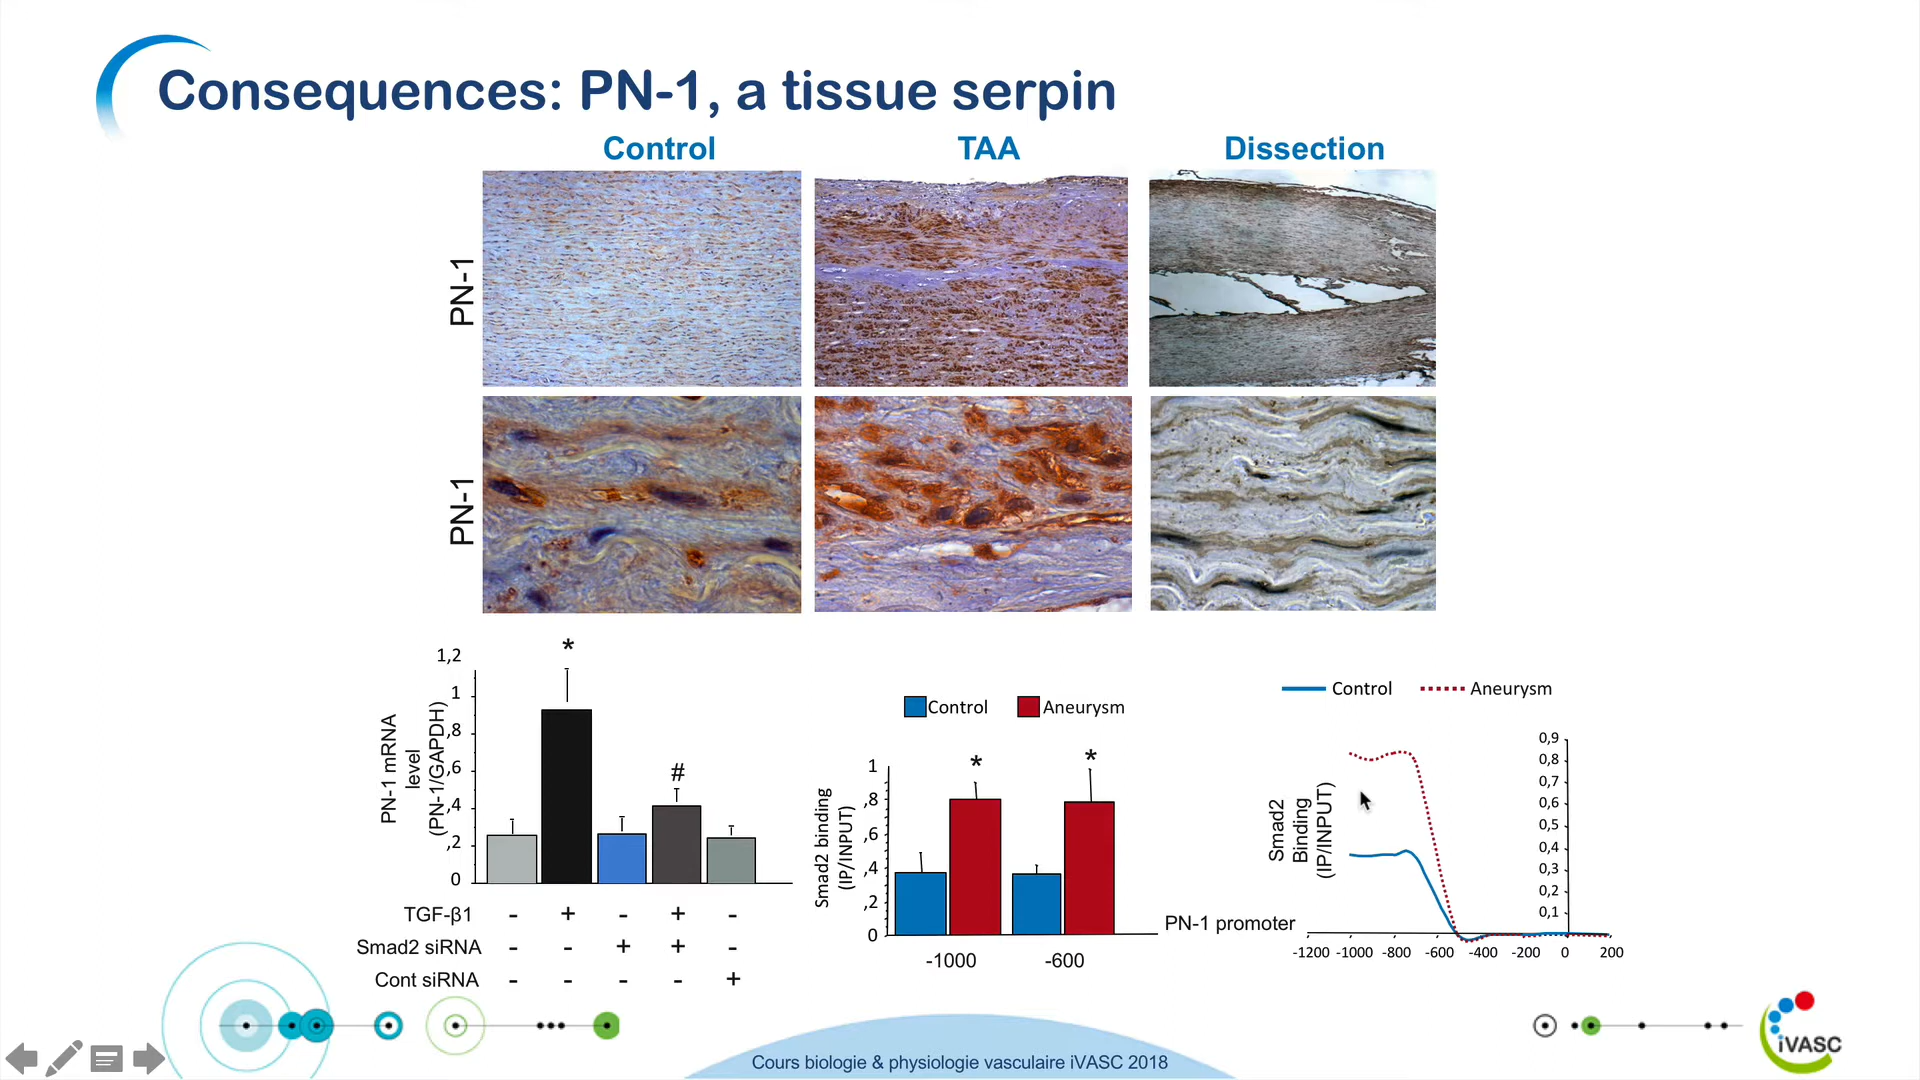 Consequences: PN-1, a tissue serpin
Control TAA Dissection
PN-1
PN-1
PN-1 mRNA
level
(PN-1/GAPDH)
1,2
1
,8
,6
,4
,2
0
*
#
TGF-β1 - + - + -
Smad2 siRNA - - + + -
Cont siRNA - - - - +
Control Aneurysm
Smad2 binding
(IP/INPUT)
1
,8
,6
,4
,2
0
* *
-1000 -600
Control Aneurysm
Smad2
Binding
(IP/INPUT)
0,9
0,8
0,7
0,6
0,5
0,4
0,3
0,2
0,1
PN-1 promoter
-1200 -1000 -800 -600 -400 -200 0 200
Cours biologie & physiologie vasculaire iVASC 2018
iVASC